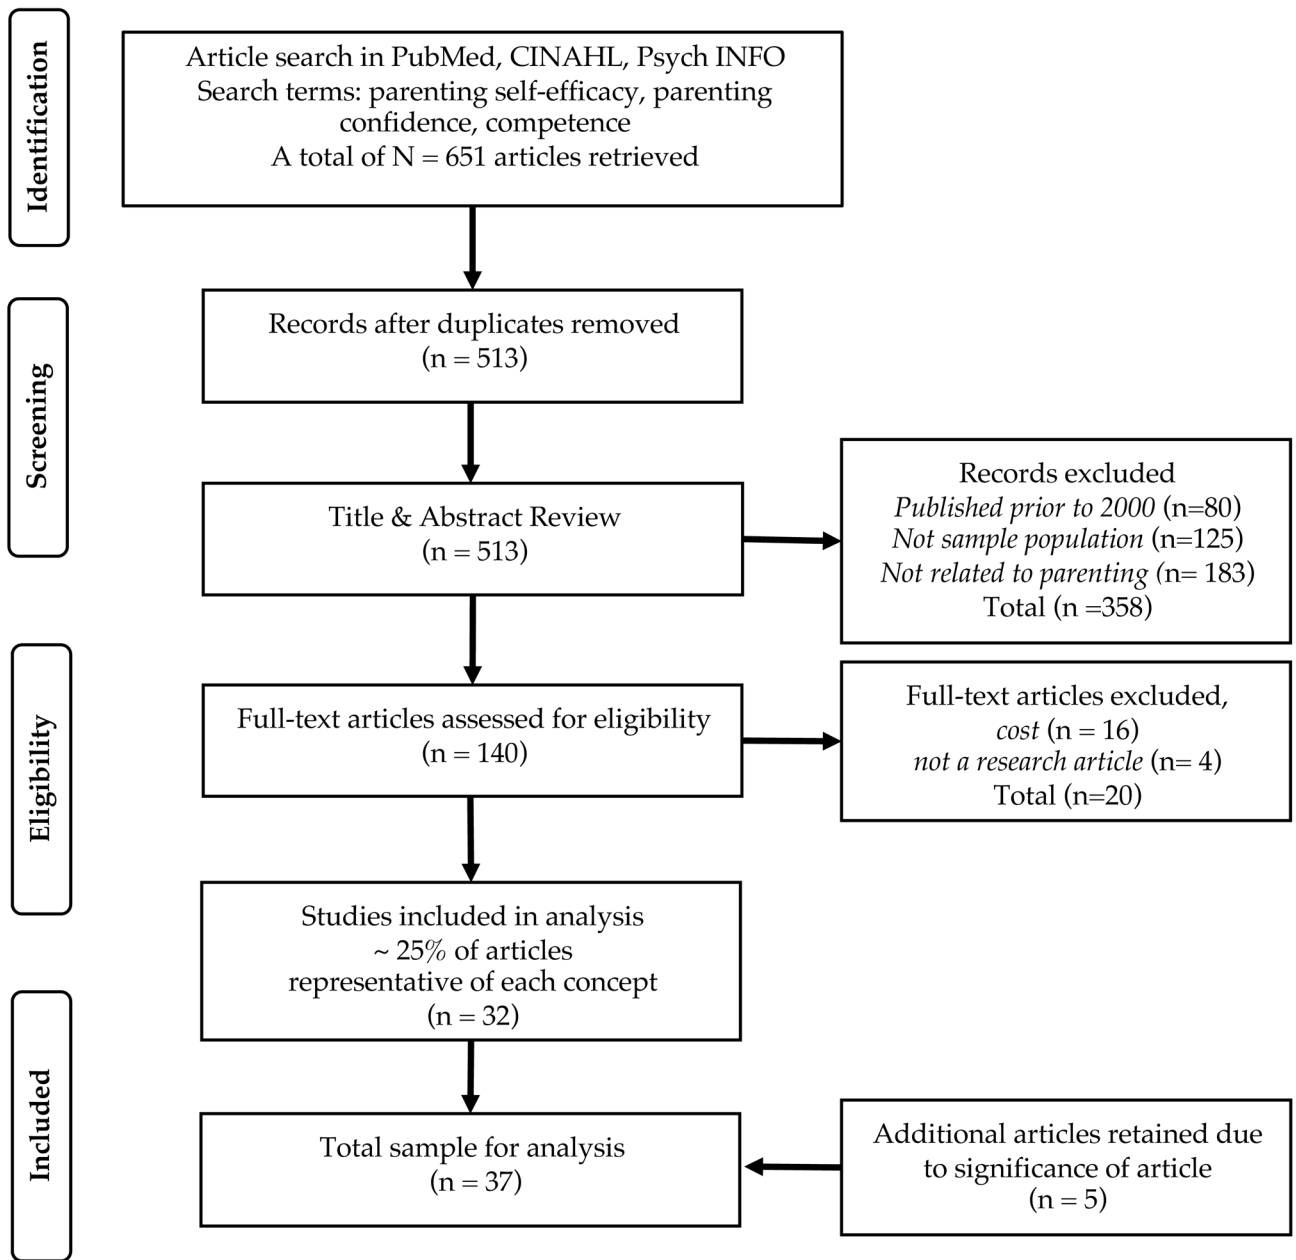 Identification
Article search in PubMed, CINAHL, Psych INFO
Search terms: parenting self-efficacy, parenting
confidence, competence
A total of N = 651 articles retrieved
Screening
Records after duplicates removed
(n = 513)
Title & Abstract Review
(n = 513)
Records excluded
Published prior to 2000 (n=80)
Not sample population (n=125)
Not related to parenting (n= 183)
Total (n =358)
Eligibility
Full-text articles assessed for eligibility
(n = 140)
Full-text articles excluded,
cost (n = 16)
not a research article (n= 4)
Total (n=20)
Studies included in analysis
~ 25% of articles
representative of each concept
(n = 32)
Included
Total sample for analysis
(n = 37)
Additional articles retained due
to significance of article
(n = 5)